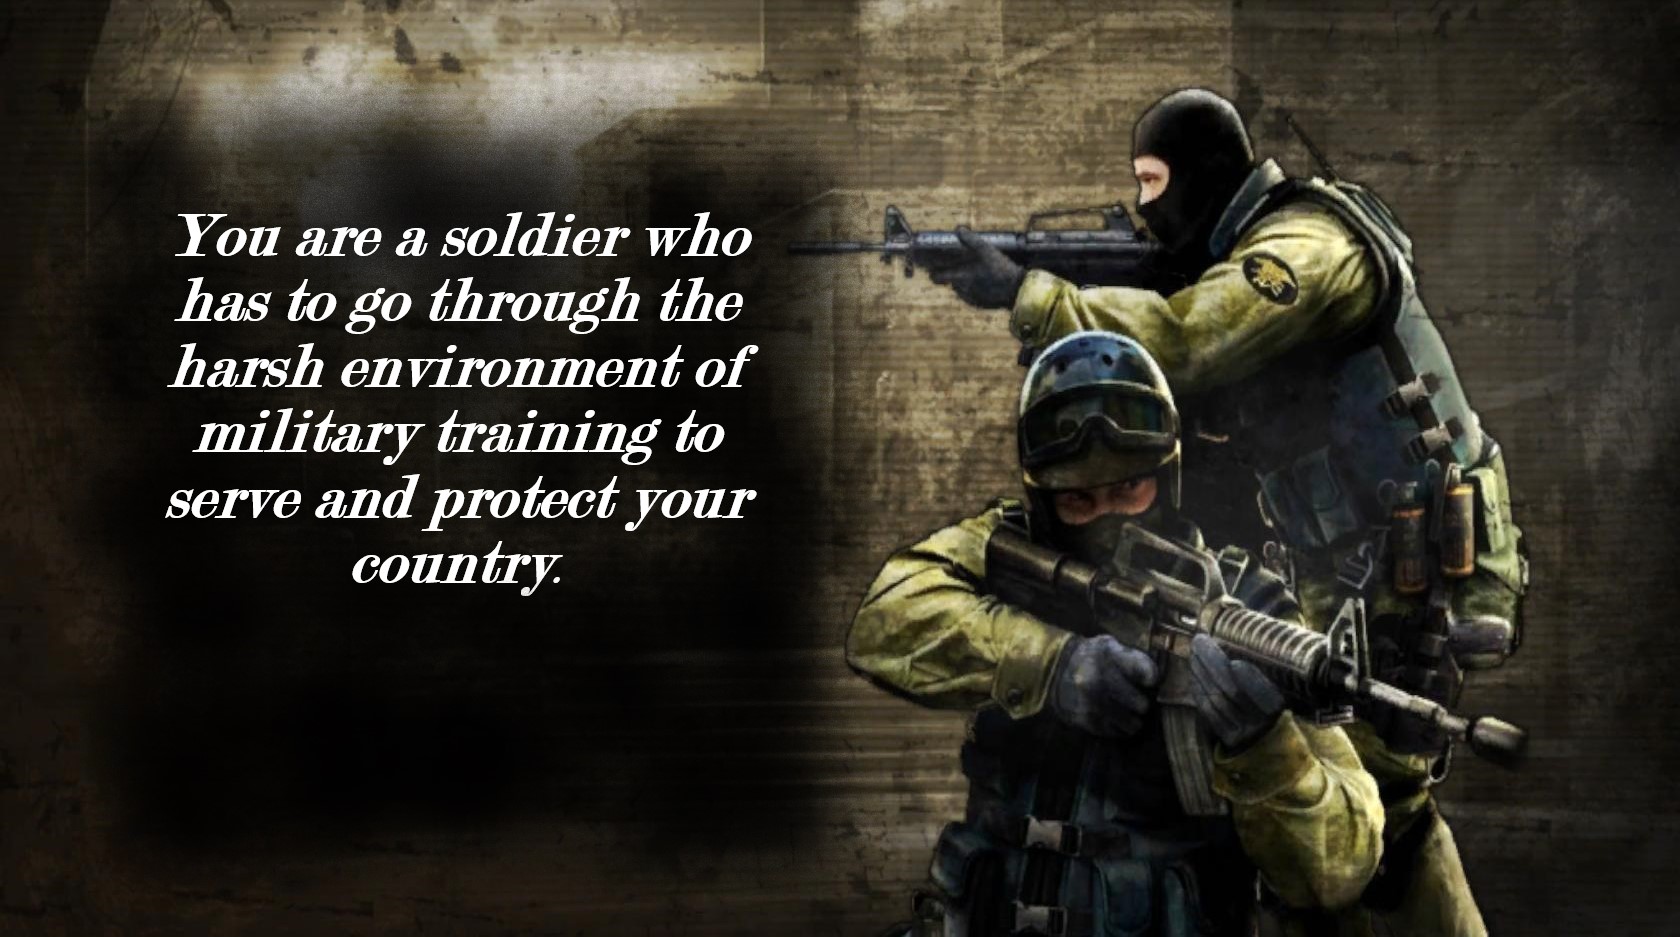 You are a soldier who
has to go through the
harsh environment of
military training to
serve and protect your
country.